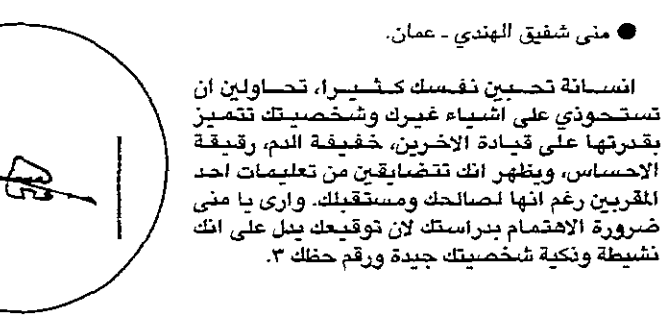 ● منى شفيق الهندي ـ عمان.
انسانة تحبين نفسك كثيرا، تحاولين ان
تستحوذي على اشياء غيرك وشخصيتك تتميز
بقدرتها على قيادة الاخرين، خفيفة الدم، رقيقة
الاحساس، ويظهر انك تتضايقين من تعليمات احد
المقربين رغم انها لصالحك ومستقبلك. وارى يا منى
ضرورة الاهتمام بدراستك لان توقيعك يدل على انك
نشيطة وذكية شخصيتك جيدة ورقم حظك ٣.